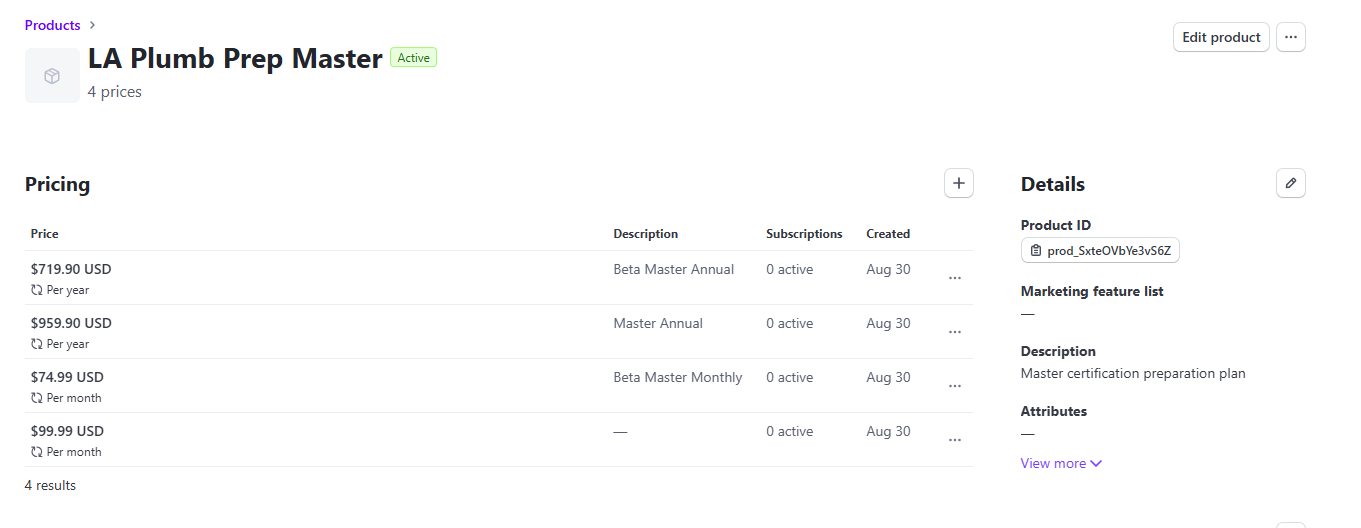 Products
LA Plumb Prep Master Active
4 prices
Edit product
Pricing
Price Description Subscriptions Created
$719.90 USD Beta Master Annual 0 active Aug 30
Per year
$959.90 USD Master Annual 0 active Aug 30
Per year
$74.99 USD Beta Master Monthly 0 active Aug 30
Per month
$99.99 USD — 0 active Aug 30
Per month
4 results
Details
Product ID
prod_SxteOVbYe3vS6Z
Marketing feature list
—
Description
Master certification preparation plan
Attributes
—
View more